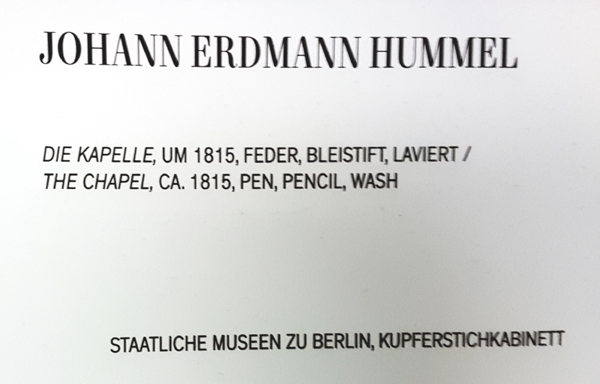 JOHANN ERDMANN HUMMEL
DIE KAPELLE, UM 1815, FEDER, BLEISTIFT, LAVIERT /
THE CHAPEL, CA. 1815, PEN, PENCIL, WASH
STAATLICHE MUSEEN ZU BERLIN, KUPFERSTICHKABINETT